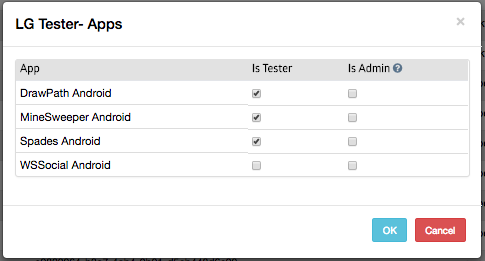 LG Tester- Apps
×
App Is Tester Is Admin ?
DrawPath Android
MineSweeper Android
Spades Android
WSSocial Android
OK Cancel